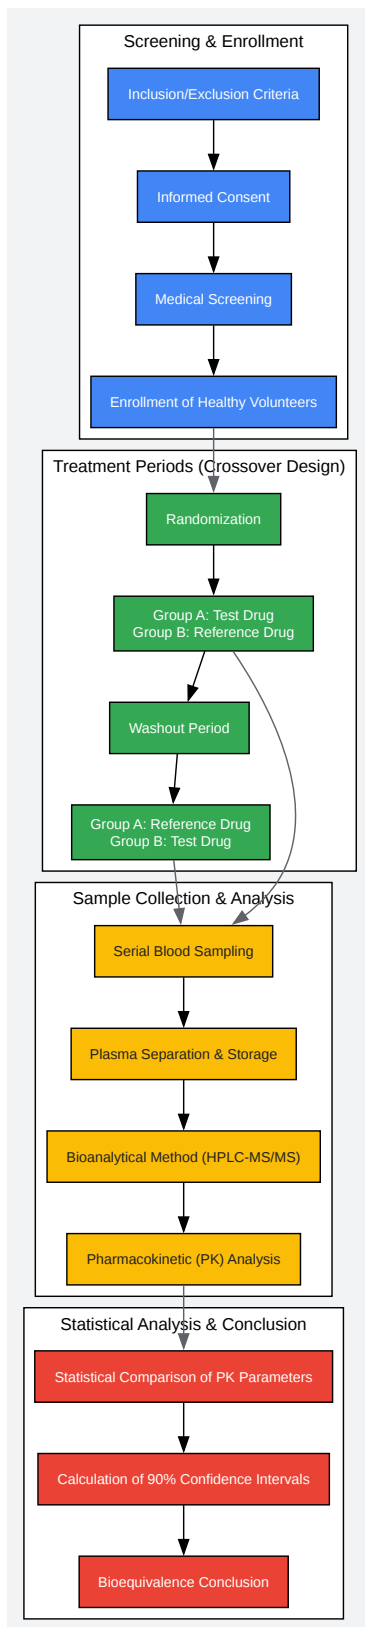 Screening & Enrollment
Inclusion/Exclusion Criteria
Informed Consent
Medical Screening
Enrollment of Healthy Volunteers
Treatment Periods (Crossover Design)
Randomization
Group A: Test Drug
Group B: Reference Drug
Washout Period
Group A: Reference Drug
Group B: Test Drug
Sample Collection & Analysis
Serial Blood Sampling
Plasma Separation & Storage
Bioanalytical Method (HPLC-MS/MS)
Pharmacokinetic (PK) Analysis
Statistical Analysis & Conclusion
Statistical Comparison of PK Parameters
Calculation of 90% Confidence Intervals
Bioequivalence Conclusion